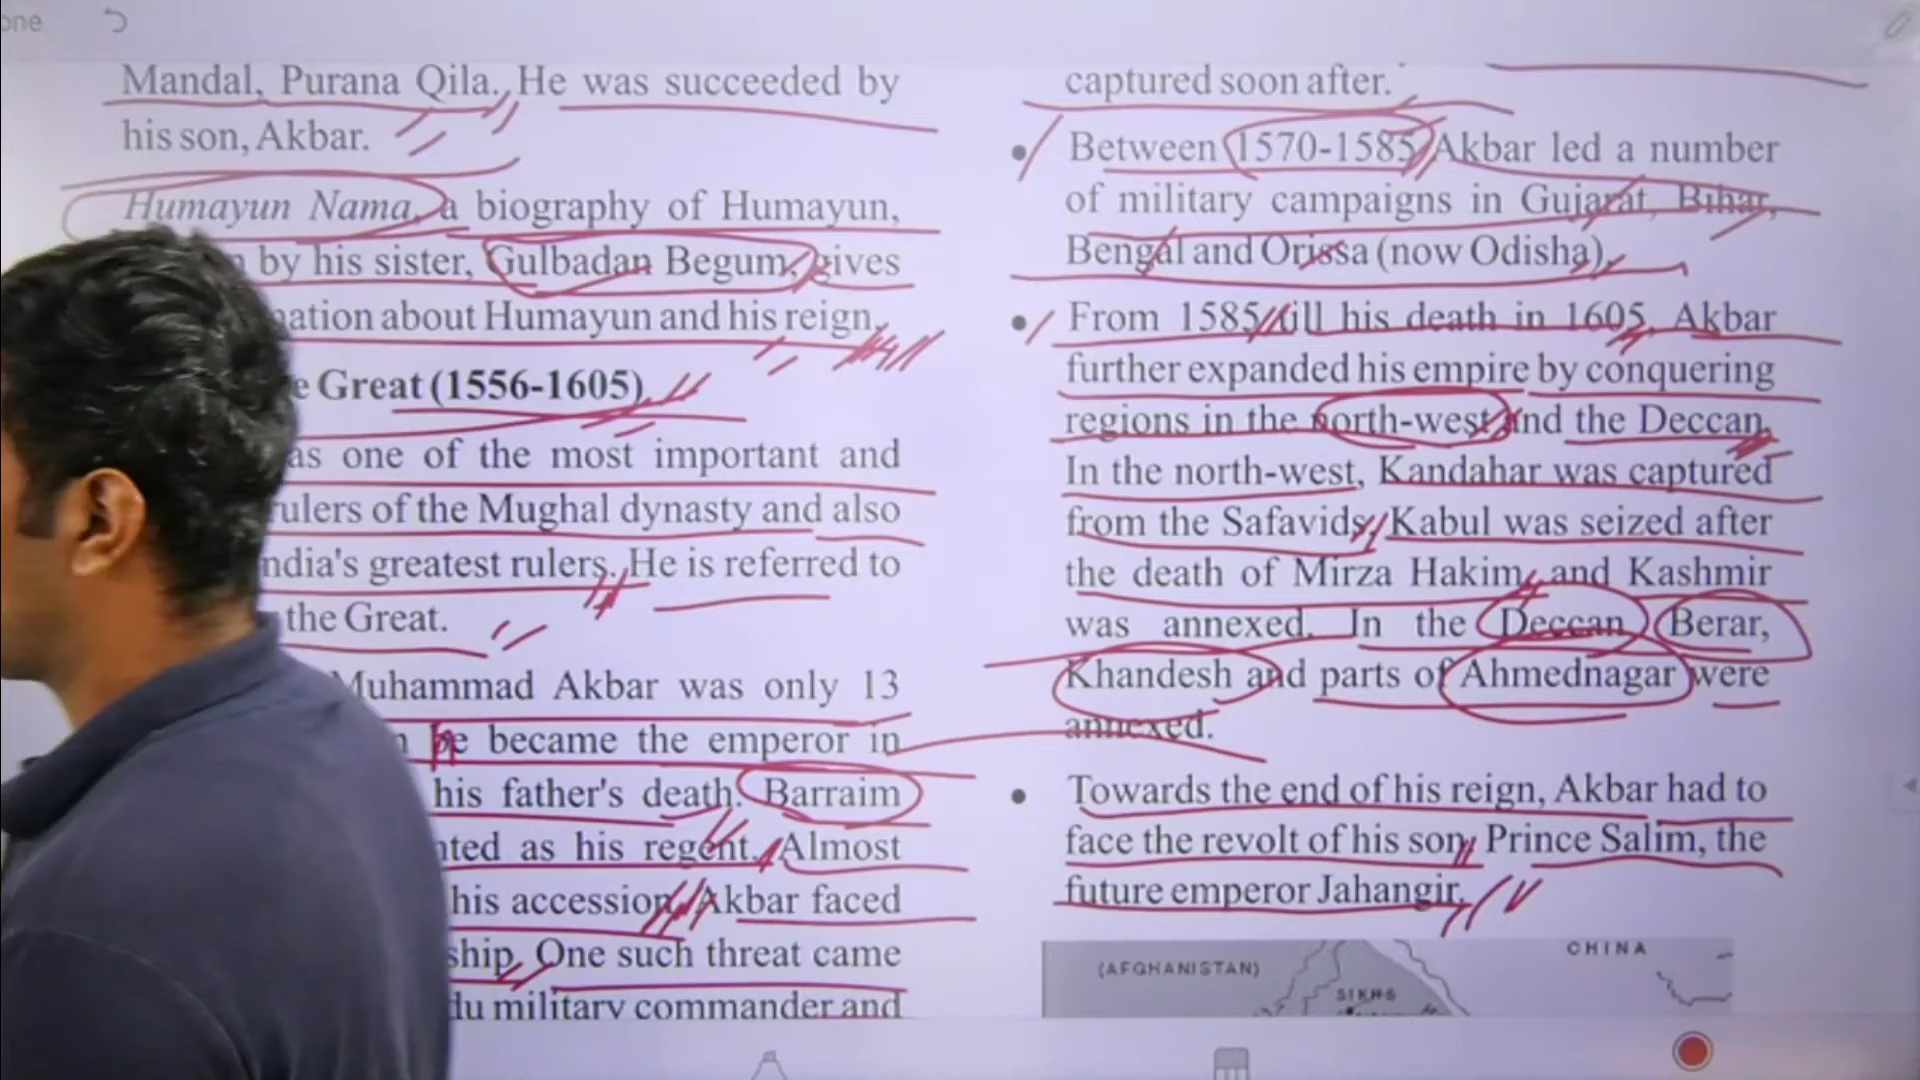 one
Mandal, Purana Qila. He was succeeded by
his son, Akbar.
Humayun Nama, a biography of Humayun,
by his sister, Gulbadan Begum, gives
ation about Humayun and his reign.
e Great (1556-1605)
as one of the most important and
ulers of the Mughal dynasty and also
ndia's greatest rulers. He is referred to
the Great.
Muhammad Akbar was only 13
n he became the emperor in
his father's death. Barraim
nted as his regent. Almost
his accession, Akbar faced
ship. One such threat came
du military commander and
captured soon after.
• Between 1570-1585, Akbar led a number
of military campaigns in Gujarat, Bihar,
Bengal and Orissa (now Odisha).
• From 1585 till his death in 1605, Akbar
further expanded his empire by conquering
regions in the north-west and the Deccan.
In the north-west, Kandahar was captured
from the Safavids, Kabul was seized after
the death of Mirza Hakim, and Kashmir
was annexed. In the Deccan Berar,
Khandesh and parts of Ahmednagar were
annexed.
• Towards the end of his reign, Akbar had to
face the revolt of his son, Prince Salim, the
future emperor Jahangir.
(AFGHANISTAN)
CHINA
SIKHS